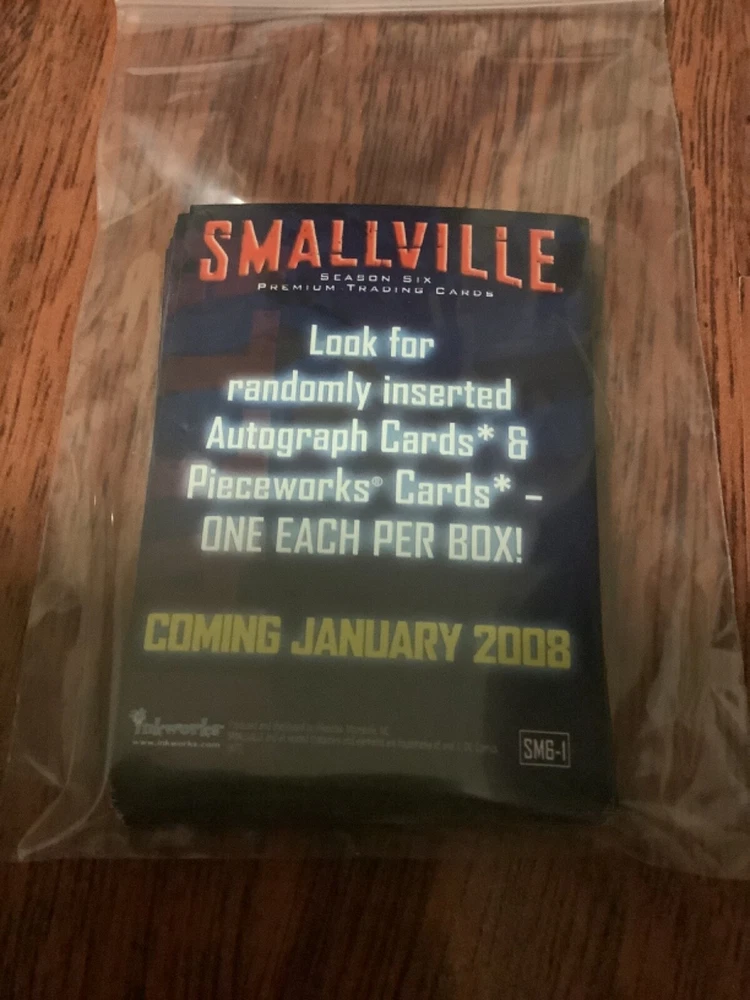 SMALLVILLE
SEASON SIX
PREMIUM TRADING CARDS
Look for
randomly inserted
Autograph Cards* &
Pieceworks® Cards* –
ONE EACH PER BOX!
COMING JANUARY 2008
inkworks
www.inkworks.com
SM6-1